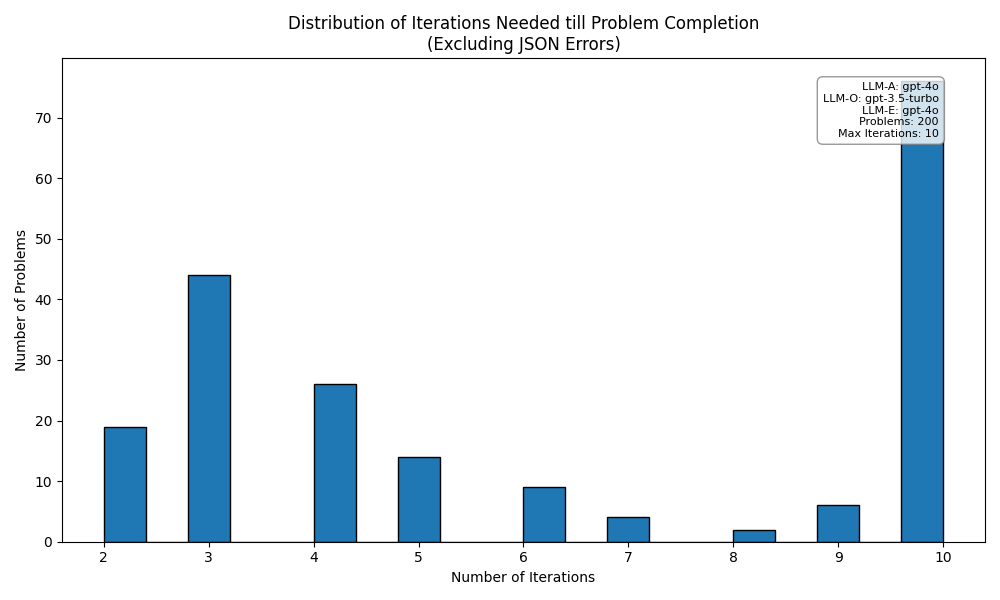 Distribution of Iterations Needed till Problem Completion
(Excluding JSON Errors)
LLM-A: gpt-4o
LLM-O: gpt-3.5-turbo
LLM-E: gpt-4o
Problems: 200
Max Iterations: 10
Number of Problems
70
60
50
40
30
20
10
0
2 3 4 5 6 7 8 9 10
Number of Iterations